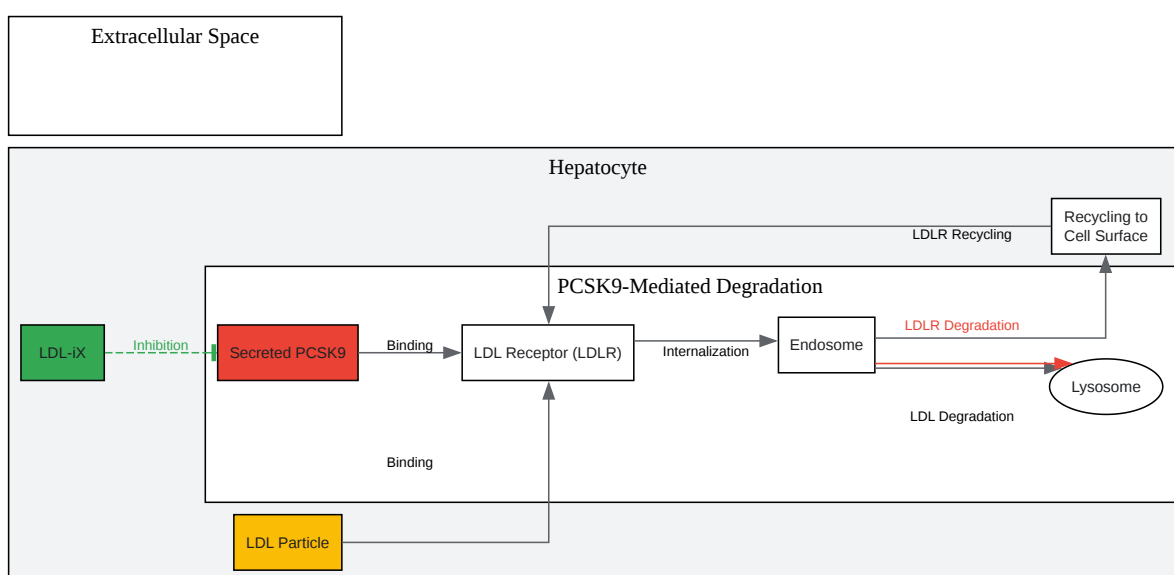 Extracellular Space
Hepatocyte
Recycling to
Cell Surface
LDLR Recycling
PCSK9-Mediated Degradation
LDL-iX
Inhibition
Secreted PCSK9
Binding
LDL Receptor (LDLR)
Internalization
Endosome
LDLR Degradation
Lysosome
LDL Degradation
Binding
LDL Particle